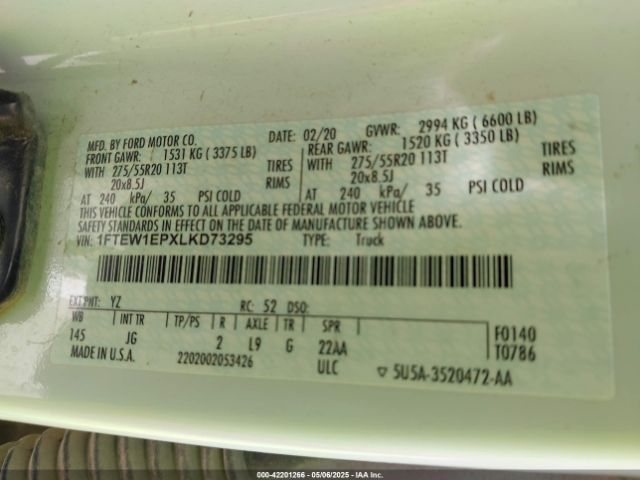 MFD. BY FORD MOTOR CO.
DATE: 02/20 GVWR: 2994 KG ( 6600 LB)
FRONT GAWR: 1531 KG ( 3375 LB)
REAR GAWR: 1520 KG ( 3350 LB)
WITH 275/55R20 113T TIRES
WITH 275/55R20 113T TIRES
20x8.5J RIMS
20x8.5J RIMS
AT 240 kPa/ 35 PSI COLD
AT 240 kPa/ 35 PSI COLD
THIS VEHICLE CONFORMS TO ALL APPLICABLE FEDERAL MOTOR VEHICLE
SAFETY STANDARDS IN EFFECT ON THE DATE OF MANUFACTURE SHOWN ABOVE.
VIN: 1FTEW1EPXLKD73295 TYPE: Truck
EXT PNT: YZ RC: 52 DSO:
WB INT TR TP/PS R AXLE TR SPR
145 JG 2 L9 G 22AA
F0140
T0786
MADE IN U.S.A. 2202002053426 ULC
▽ 5U5A-3520472-AA
000-42201266 - 05/06/2025 - IAA Inc.